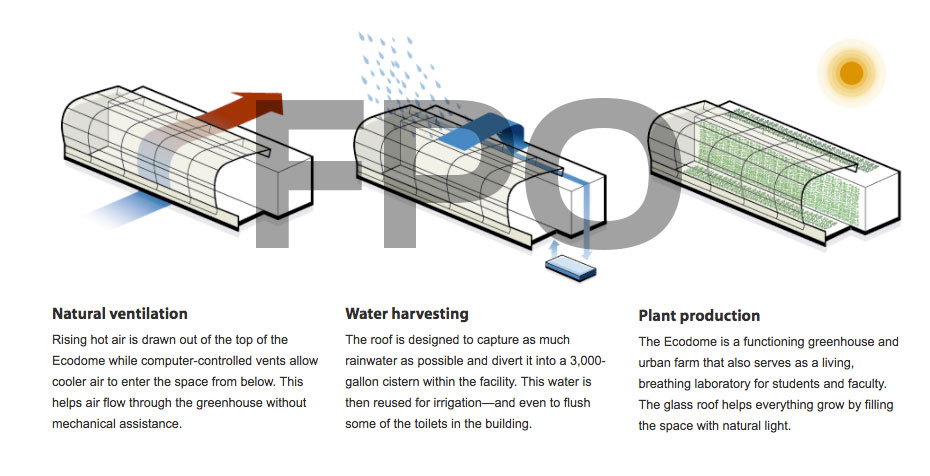 FPO
Natural ventilation
Rising hot air is drawn out of the top of the
Ecodome while computer-controlled vents allow
cooler air to enter the space from below. This
helps air flow through the greenhouse without
mechanical assistance.
Water harvesting
The roof is designed to capture as much
rainwater as possible and divert it into a 3,000-
gallon cistern within the facility. This water is
then reused for irrigation—and even to flush
some of the toilets in the building.
Plant production
The Ecodome is a functioning greenhouse and
urban farm that also serves as a living,
breathing laboratory for students and faculty.
The glass roof helps everything grow by filling
the space with natural light.